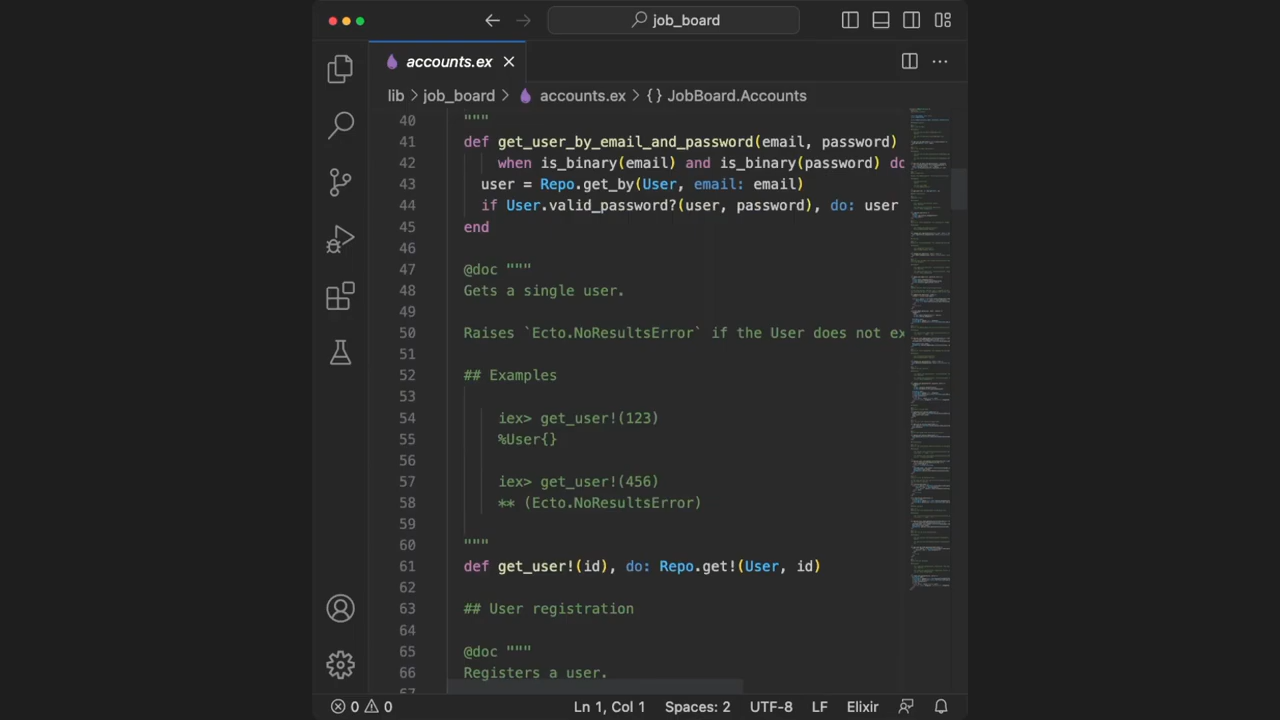 job_board
accounts.ex
lib > job_board > accounts.ex > {} JobBoard.Accounts
40 """
41 def get_user_by_email_and_password(email, password)
42 when is_binary(email) and is_binary(password) do
43 user = Repo.get_by(User, email: email)
44 if User.valid_password?(user, password), do: user
45 end
46
47 @doc """
48 Gets a single user.
49
50 Raises `Ecto.NoResultsError` if the User does not ex
51
52 ## Examples
53
54 iex> get_user!(123)
55 %User{}
56
57 iex> get_user!(456)
58 ** (Ecto.NoResultsError)
59
60 """
61 def get_user!(id), do: Repo.get!(User, id)
62
63 ## User registration
64
65 @doc """
66 Registers a user.
67
0 0 Ln 1, Col 1 Spaces: 2 UTF-8 LF Elixir